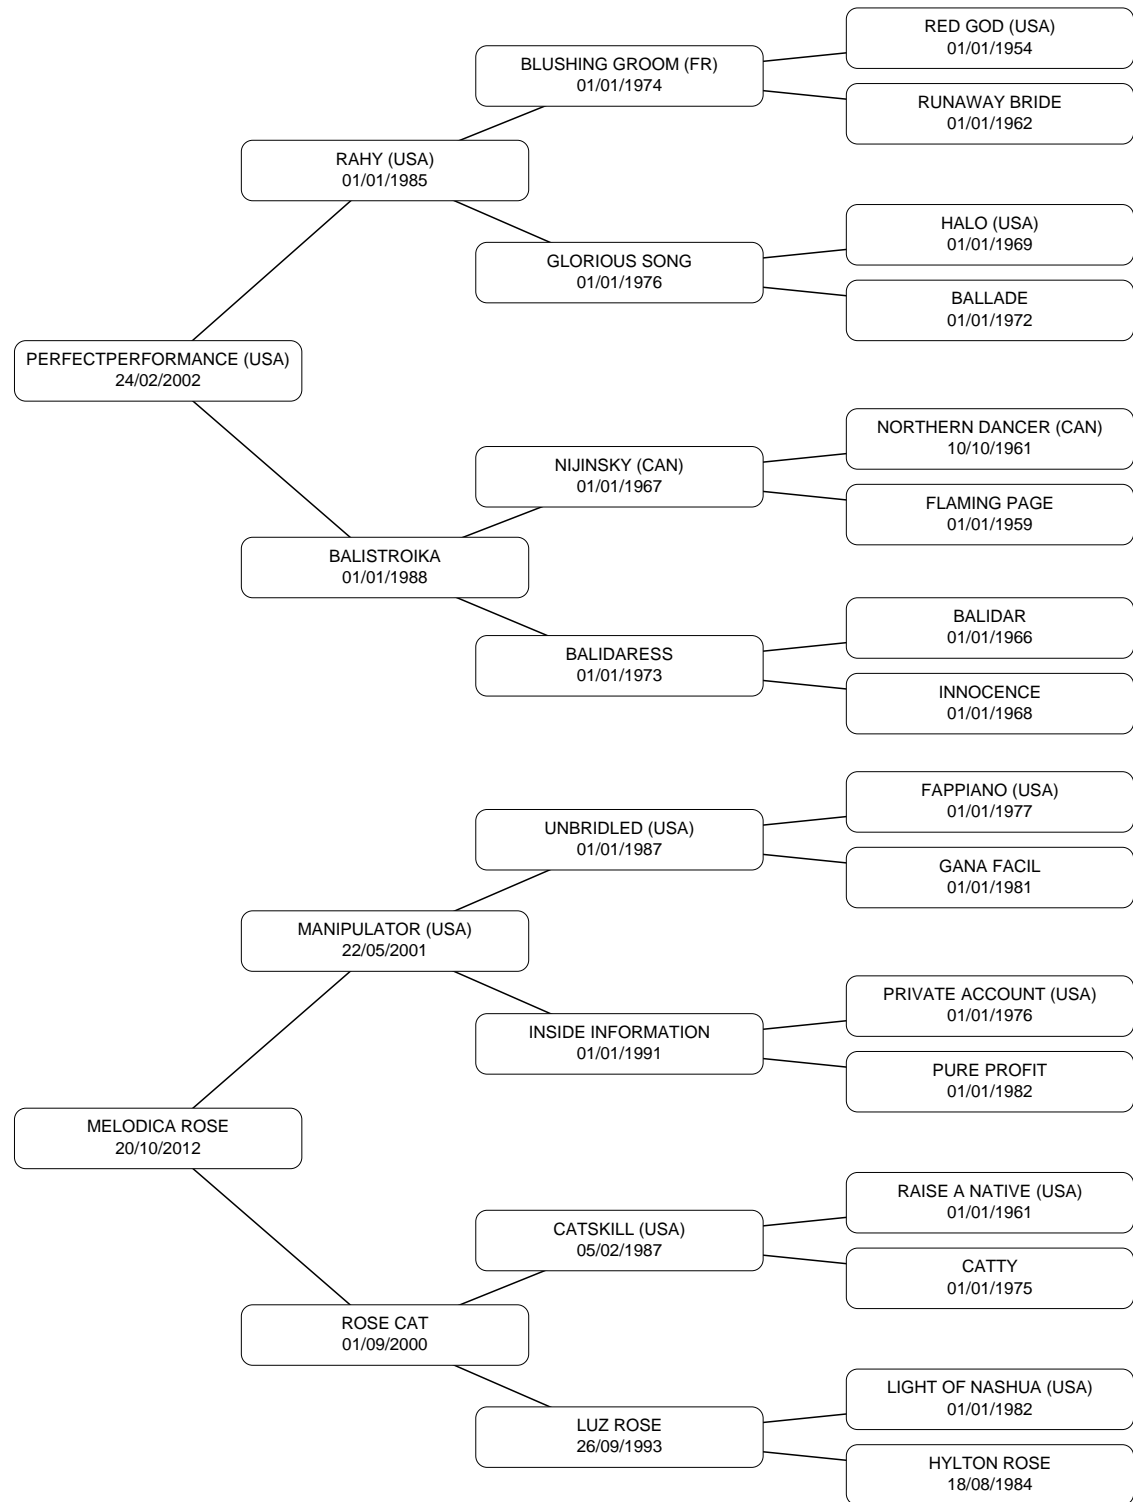 RED GOD (USA)
01/01/1954
BLUSHING GROOM (FR)
01/01/1974
RUNAWAY BRIDE
01/01/1962
RAHY (USA)
01/01/1985
HALO (USA)
01/01/1969
GLORIOUS SONG
01/01/1976
BALLADE
01/01/1972
PERFECTPERFORMANCE (USA)
24/02/2002
NORTHERN DANCER (CAN)
10/10/1961
NIJINSKY (CAN)
01/01/1967
FLAMING PAGE
01/01/1959
BALISTROIKA
01/01/1988
BALIDAR
01/01/1966
BALIDARESS
01/01/1973
INNOCENCE
01/01/1968
FAPPIANO (USA)
01/01/1977
UNBRIDLED (USA)
01/01/1987
GANA FACIL
01/01/1981
MANIPULATOR (USA)
22/05/2001
PRIVATE ACCOUNT (USA)
01/01/1976
INSIDE INFORMATION
01/01/1991
PURE PROFIT
01/01/1982
MELODICA ROSE
20/10/2012
RAISE A NATIVE (USA)
01/01/1961
CATSKILL (USA)
05/02/1987
CATTY
01/01/1975
ROSE CAT
01/09/2000
LIGHT OF NASHUA (USA)
01/01/1982
LUZ ROSE
26/09/1993
HYLTON ROSE
18/08/1984